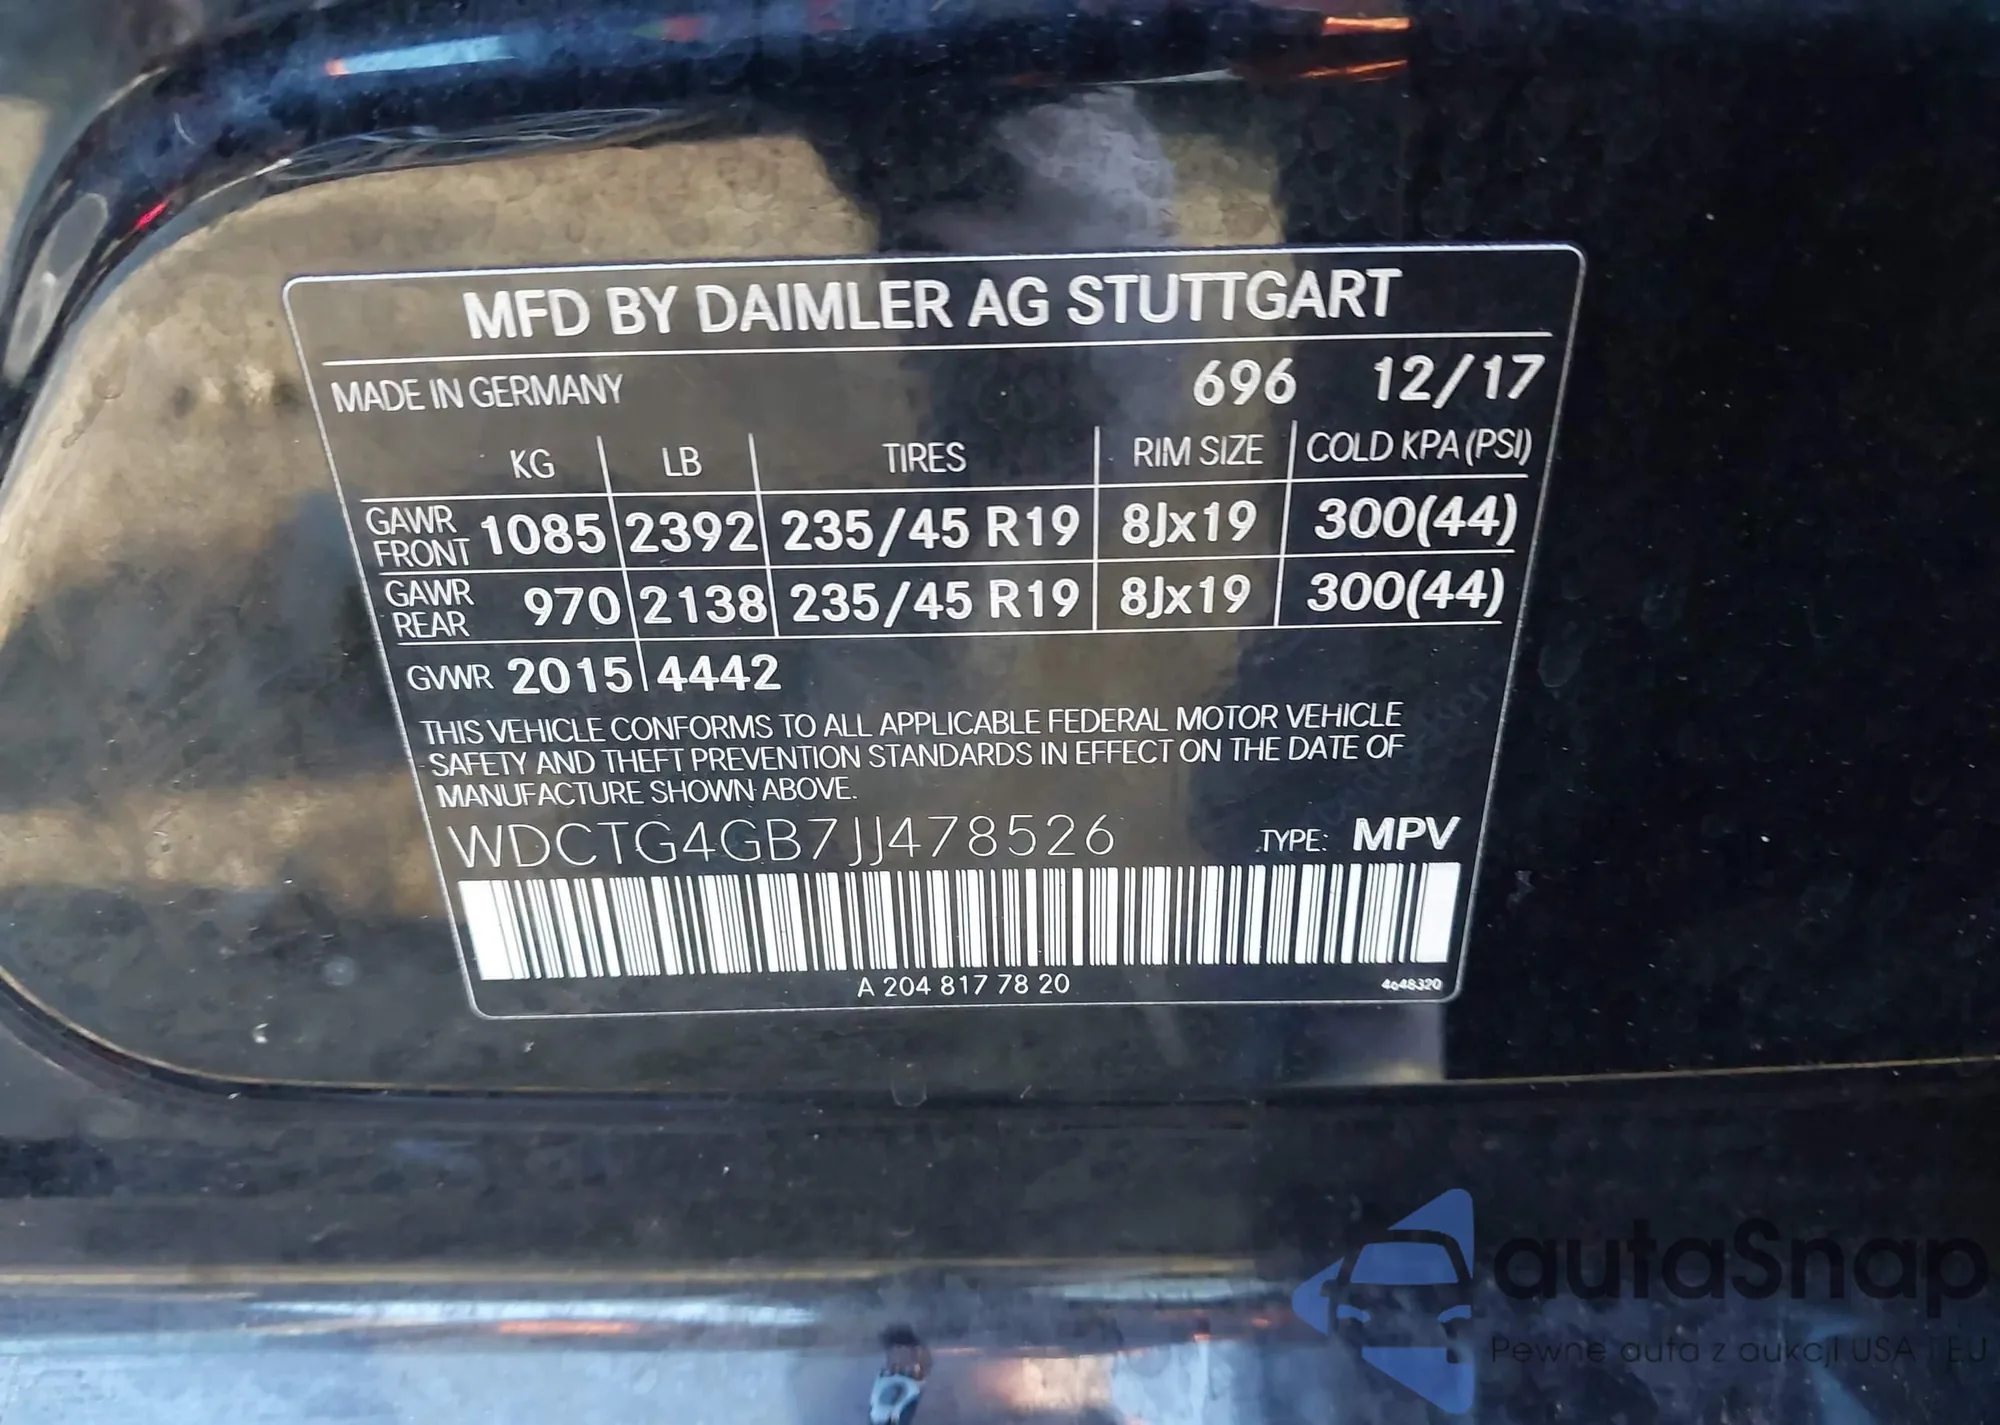 MFD BY DAIMLER AG STUTTGART
MADE IN GERMANY 696 12/17
KG LB TIRES RIM SIZE COLD KPA (PSI)
GAWR FRONT 1085 2392 235/45 R19 8Jx19 300(44)
GAWR REAR 970 2138 235/45 R19 8Jx19 300(44)
GVWR 2015 4442
THIS VEHICLE CONFORMS TO ALL APPLICABLE FEDERAL MOTOR VEHICLE
SAFETY AND THEFT PREVENTION STANDARDS IN EFFECT ON THE DATE OF
MANUFACTURE SHOWN ABOVE.
WDCTG4GB7JJ478526 TYPE: MPV
A 204 817 78 20
autaSnap
Pewne auta z aukcji USA i EU